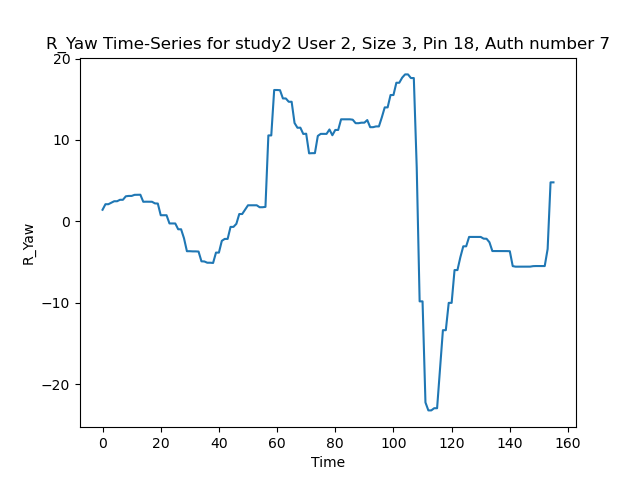 R_Yaw Time-Series for study2 User 2, Size 3, Pin 18, Auth number 7
20
10
0
−10
−20
R_Yaw
0 20 40 60 80 100 120 140 160
Time